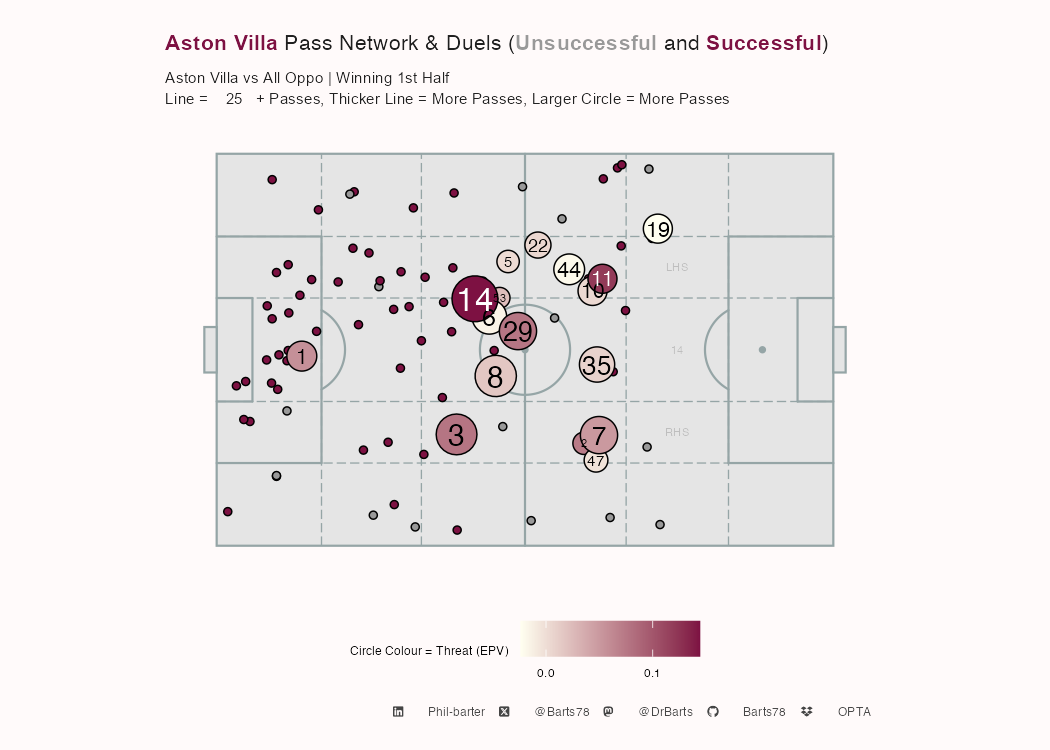 Aston Villa Pass Network & Duels (Unsuccessful and Successful)
Aston Villa vs All Oppo | Winning 1st Half
Line = 25 + Passes, Thicker Line = More Passes, Larger Circle = More Passes
19
22
5
44
LHS
11
10
14
6
29
14
1
35
8
3
7
2
RHS
47
Circle Colour = Threat (EPV)
0.0
0.1
Phil-barter
@Barts78
@DrBarts
Barts78
OPTA